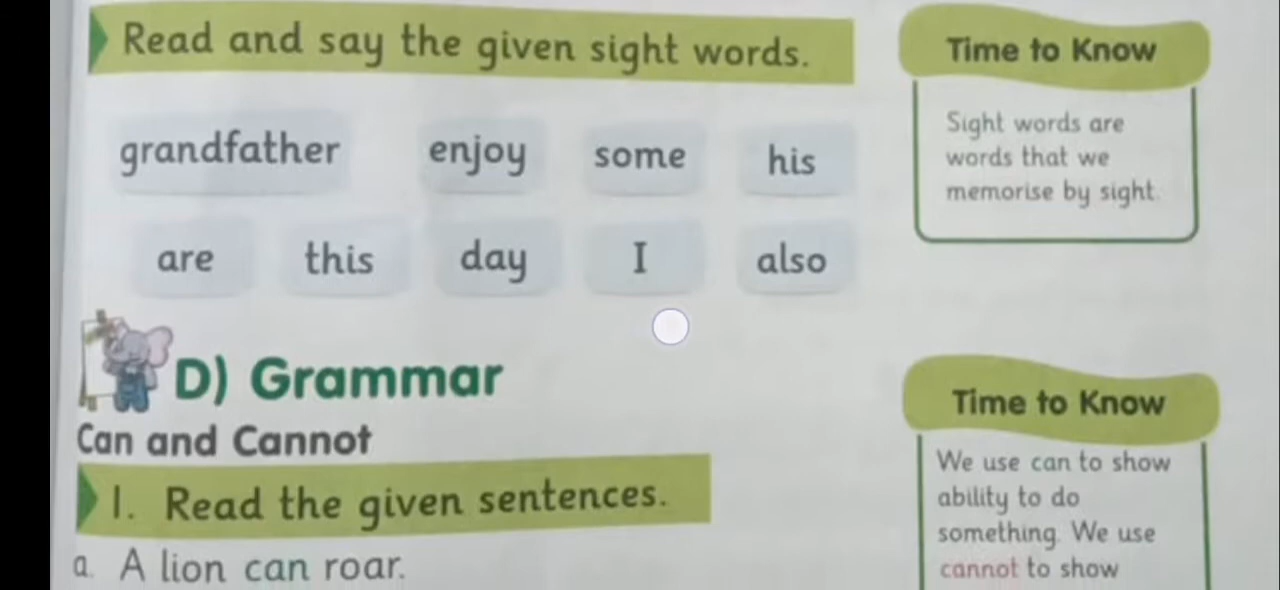 Read and say the given sight words.
grandfather enjoy some his
are this day I also
Time to Know
Sight words are
words that we
memorise by sight.
D) Grammar
Can and Cannot
1. Read the given sentences.
a. A lion can roar.
Time to Know
We use can to show
ability to do
something. We use
cannot to show